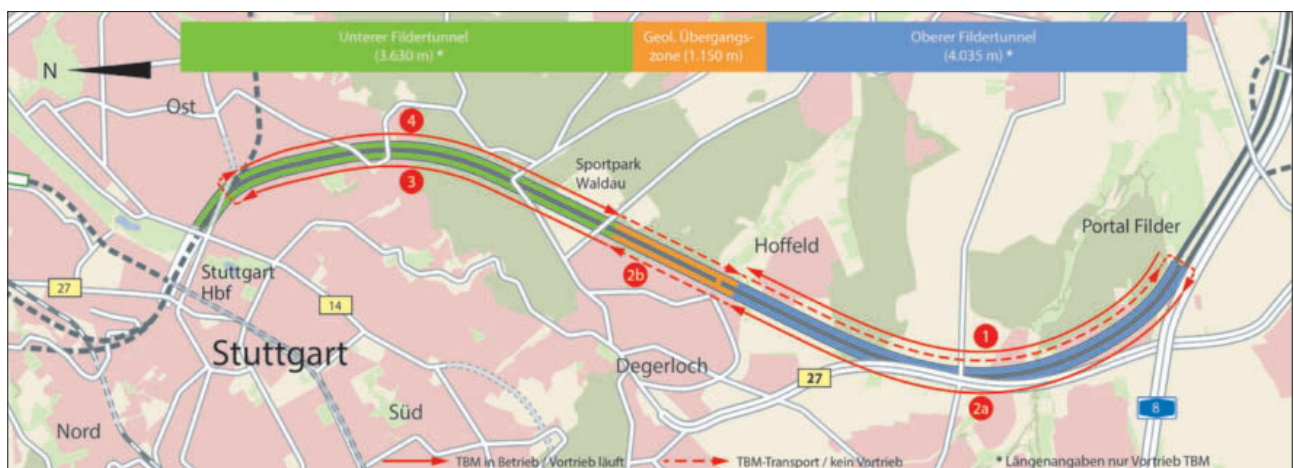 Unterer Fildertunnel
(3.630 m) *
Geol. Übergangs-
zone (1.150 m)
Oberer Fildertunnel
(4.035 m) *
N
Ost
4
3
Sportpark
Waldau
Hoffeld
Portal Filder
2b
1
Stuttgart
Hbf
27
14
Stuttgart
Degerloch
27
2a
8
Süd
Nord
TBM in Betrieb / Vortrieb läuft
TBM-Transport / kein Vortrieb
* Längenangaben nur Vortrieb TBM